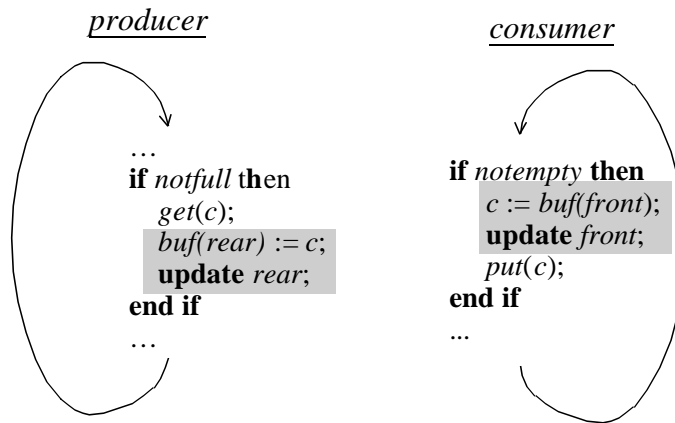 producer
…
if notfull then
get(c);
buf(rear) := c;
update rear;
end if
…
consumer
if notempty then
c := buf(front);
update front;
put(c);
end if
...